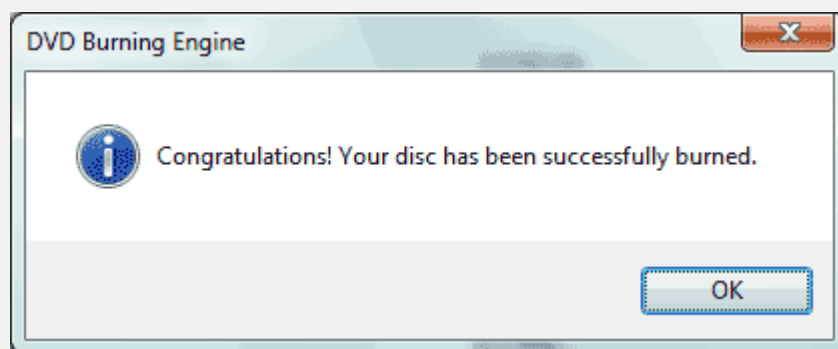 DVD Burning Engine
Congratulations! Your disc has been successfully burned.
OK